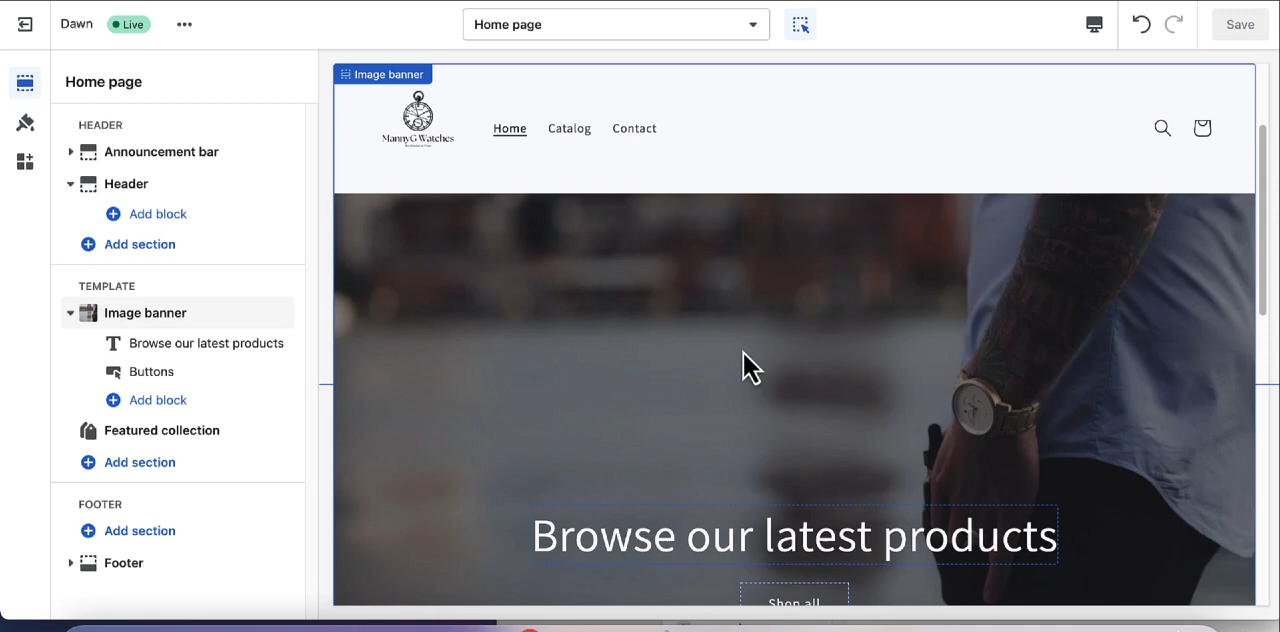 Dawn
Live
Home page
Save
Home page
HEADER
Announcement bar
Header
Add block
Add section
TEMPLATE
Image banner
Browse our latest products
Buttons
Add block
Featured collection
Add section
FOOTER
Add section
Footer
Image banner
MannyG Watches
Home
Catalog
Contact
Browse our latest products
Shop all